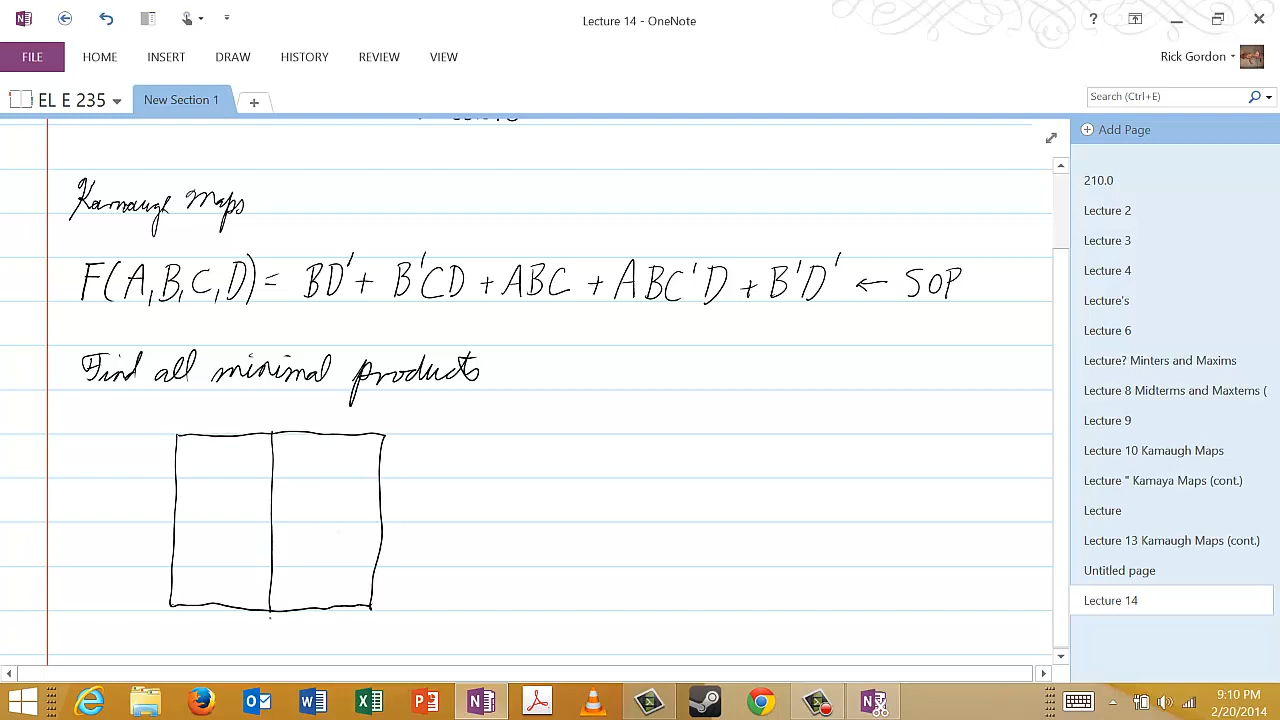 Lecture 14 - OneNote
FILE HOME INSERT DRAW HISTORY REVIEW VIEW
Rick Gordon
EL E 235 New Section 1
Search (Ctrl+E)
Add Page
Karnaugh Maps
F(A,B,C,D) = BD' + B'CD + ABC + ABC'D + B'D' ← SOP
Find all minimal products
210.0
Lecture 2
Lecture 3
Lecture 4
Lecture's
Lecture 6
Lecture? Minters and Maxims
Lecture 8 Midterms and Maxtems (
Lecture 9
Lecture 10 Kamaugh Maps
Lecture " Kamaya Maps (cont.)
Lecture
Lecture 13 Kamaugh Maps (cont.)
Untitled page
Lecture 14
9:10 PM
2/20/2014